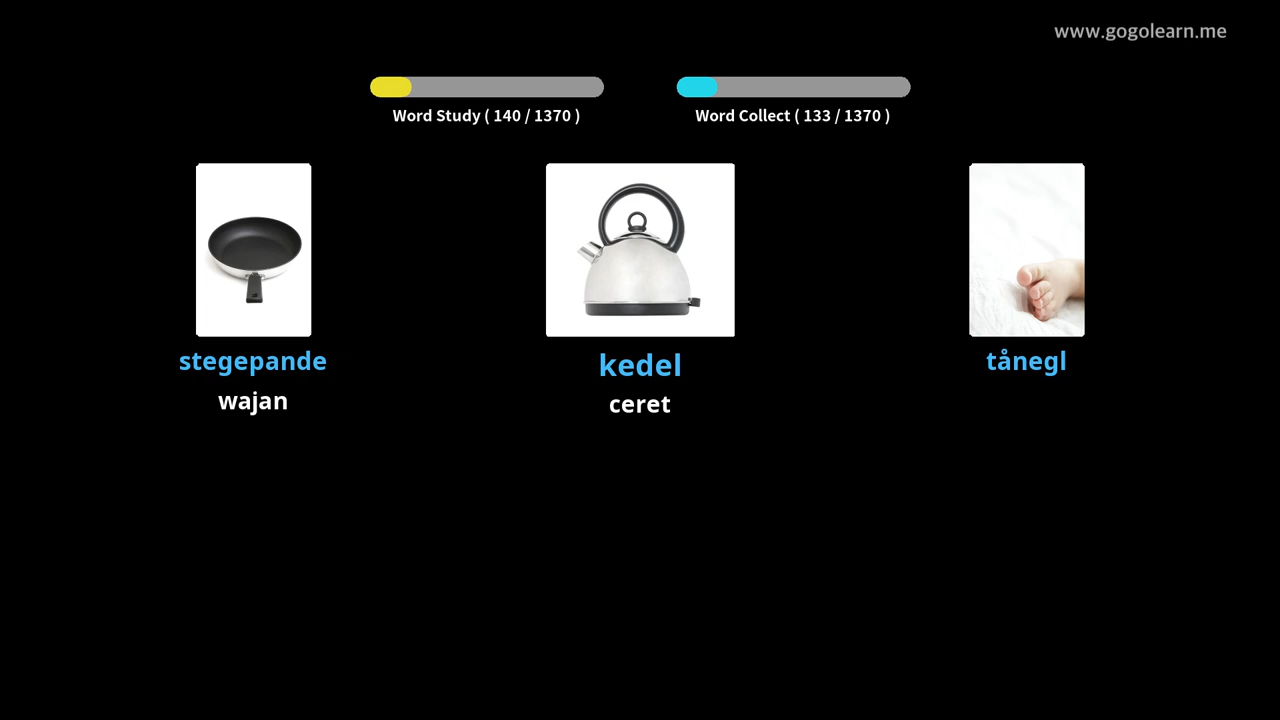 www.gogolearn.me
Word Study ( 140 / 1370 )
Word Collect ( 133 / 1370 )
stegepande
wajan
kedel
ceret
tånegl